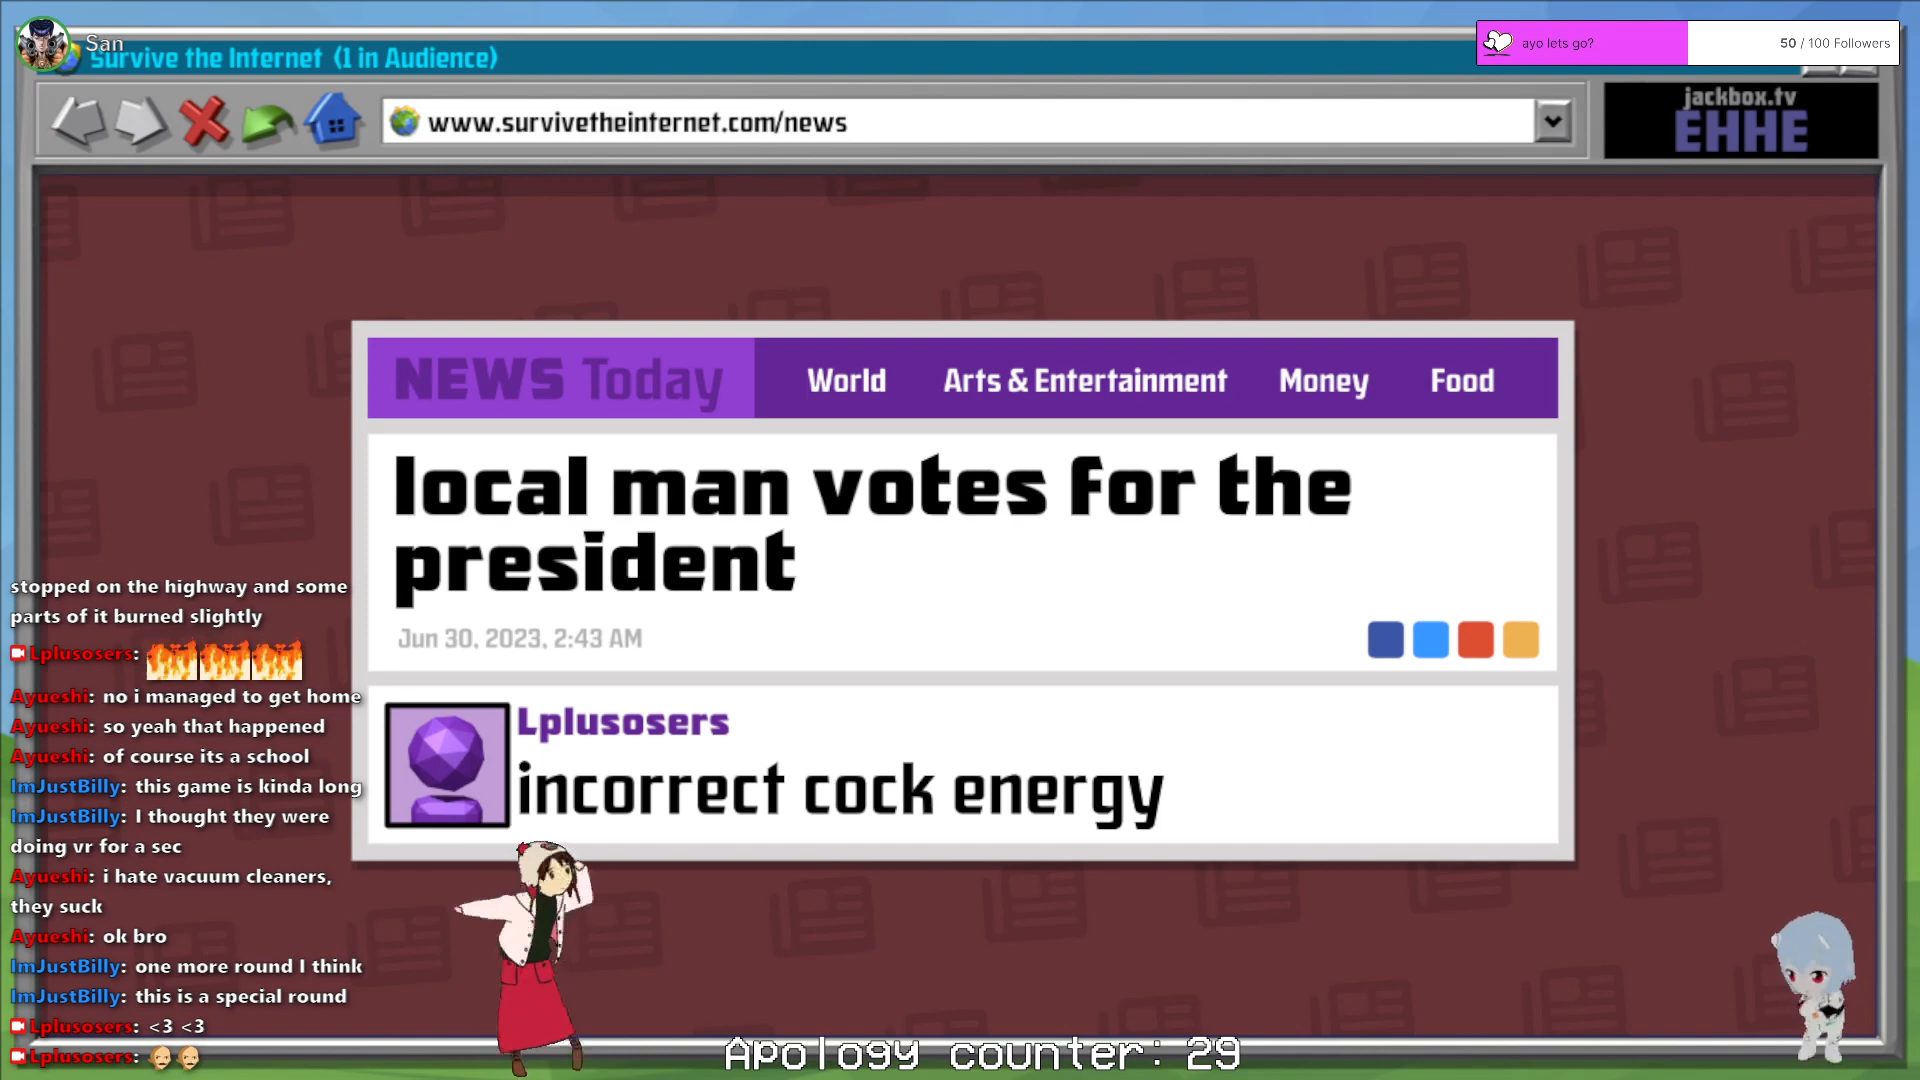 San
Survive the Internet (1 in Audience)
ayo lets go?
50 / 100 Followers
www.survivetheinternet.com/news
jackbox.tv
EHHE
NEWS Today
World
Arts & Entertainment
Money
Food
local man votes for the
president
Jun 30, 2023, 2:43 AM
Lplusosers
incorrect cock energy
stopped on the highway and some
parts of it burned slightly
Lplusosers:
Ayueshi: no i managed to get home
Ayueshi: so yeah that happened
Ayueshi: of course its a school
ImJustBilly: this game is kinda long
ImJustBilly: I thought they were
doing vr for a sec
Ayueshi: i hate vacuum cleaners,
they suck
Ayueshi: ok bro
ImJustBilly: one more round I think
ImJustBilly: this is a special round
Lplusosers: <3 <3
Lplusosers:
Apology counter: 29